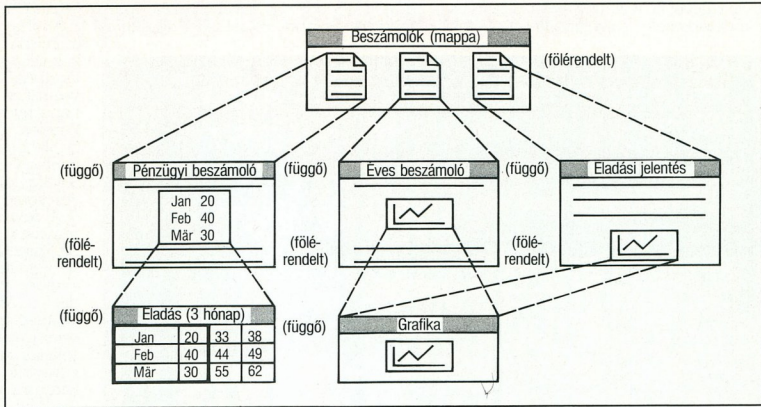 Beszámolók (mappa)
(fölérendelt)
(függő) Pénzügyi beszámoló (függő) Éves beszámoló (függő) Eladási jelentés
Jan 20
Feb 40
Mär 30
(fölé-
rendelt)
(fölé-
rendelt)
(fölé-
rendelt)
(függő) Eladás (3 hónap) (függő) Grafika
Jan 20 33 38
Feb 40 44 49
Mär 30 55 62